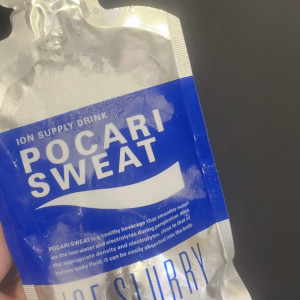 ION SUPPLY DRINK
POCARI
SWEAT
POCARI SWEAT is a healthy beverage that smoothly supplies
the lost water and electrolytes during perspiration. With
the appropriate density and electrolytes, close to that of
human body fluid, it can be easily absorbed into the body.
ICE SLURRY